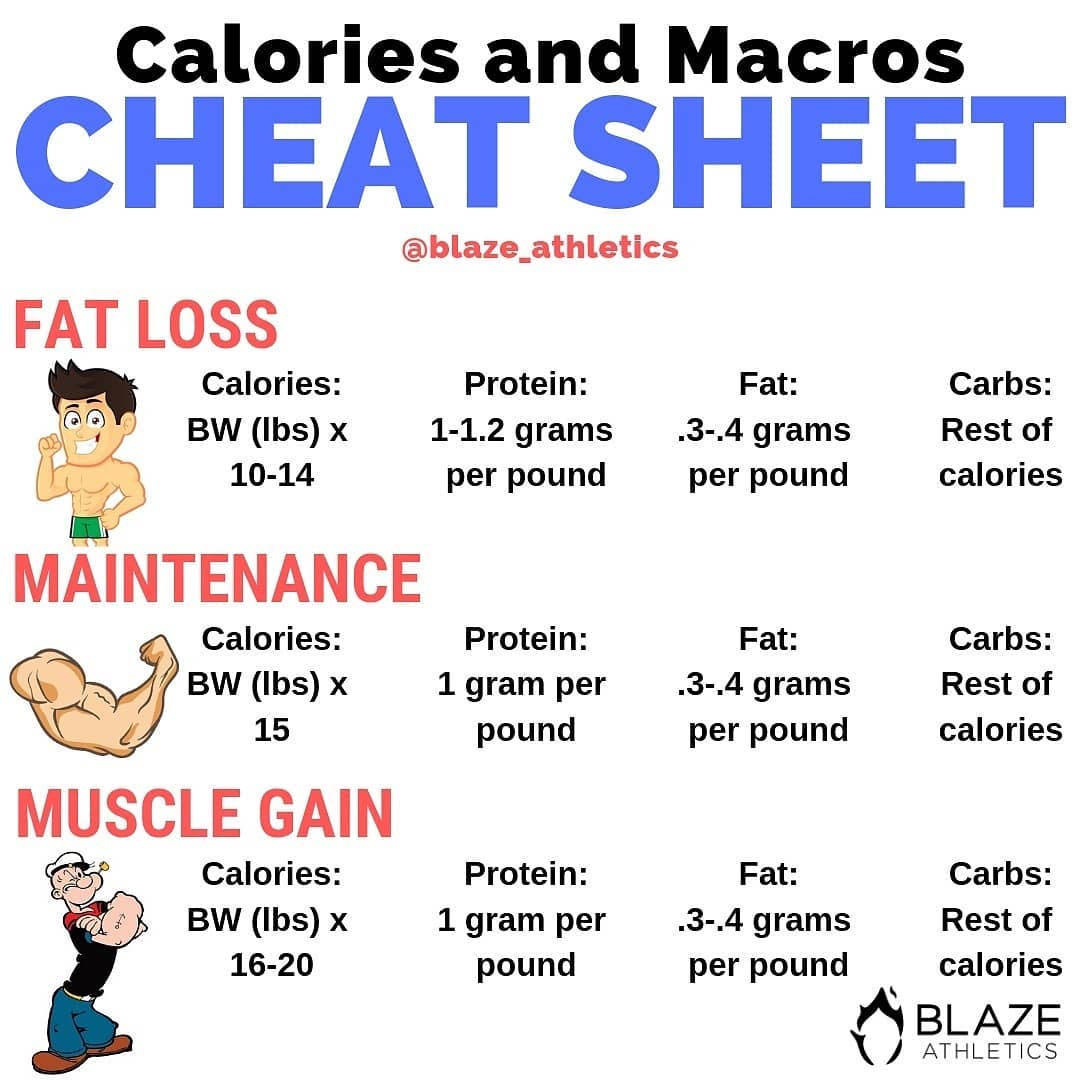 Calories and Macros
CHEAT SHEET
@blaze_athletics
FAT LOSS
Calories:
BW (lbs) x
10-14
Protein:
1-1.2 grams
per pound
Fat:
.3-.4 grams
per pound
Carbs:
Rest of
calories
MAINTENANCE
Calories:
BW (lbs) x
15
Protein:
1 gram per
pound
Fat:
.3-.4 grams
per pound
Carbs:
Rest of
calories
MUSCLE GAIN
Calories:
BW (lbs) x
16-20
Protein:
1 gram per
pound
Fat:
.3-.4 grams
per pound
Carbs:
Rest of
calories
BLAZE
ATHLETICS